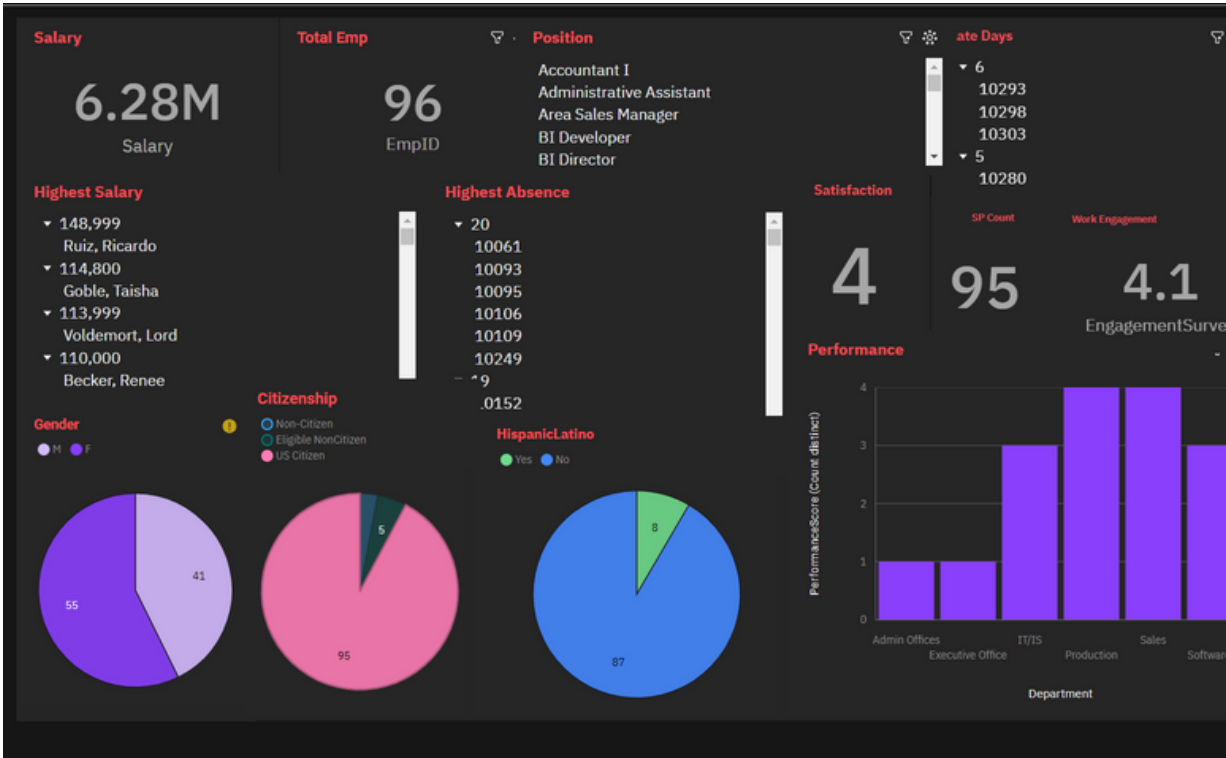 Salary
6.28M
Salary
Total Emp
96
EmpID
Position
Accountant I
Administrative Assistant
Area Sales Manager
BI Developer
BI Director
ate Days
6
10293
10298
10303
5
10280
Highest Salary
148,999
Ruiz, Ricardo
114,800
Goble, Taisha
113,999
Voldemort, Lord
110,000
Becker, Renee
Highest Absence
20
10061
10093
10095
10106
10109
10249
19
.0152
Satisfaction
4
SP Count
95
Work Engagement
4.1
EngagementSurve
Gender
M F
55
41
Citizenship
Non-Citizen
Eligible NonCitizen
US Citizen
5
95
HispanicLatino
Yes No
8
87
Performance
PerformanceScore (Count distinct)
4
3
2
1
0
Admin Offices
Executive Office
IT/IS
Production
Sales
Software
Department